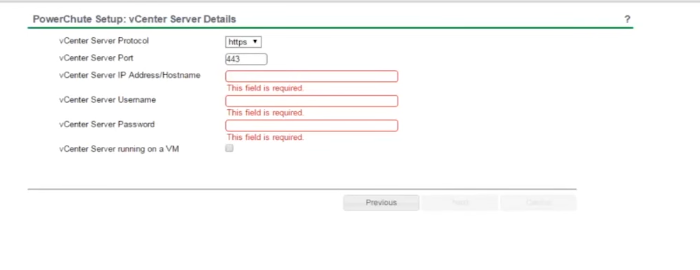 PowerChute Setup: vCenter Server Details ?
vCenter Server Protocol https
vCenter Server Port 443
vCenter Server IP Address/Hostname
This field is required.
vCenter Server Username
This field is required.
vCenter Server Password
This field is required.
vCenter Server running on a VM
Previous Next